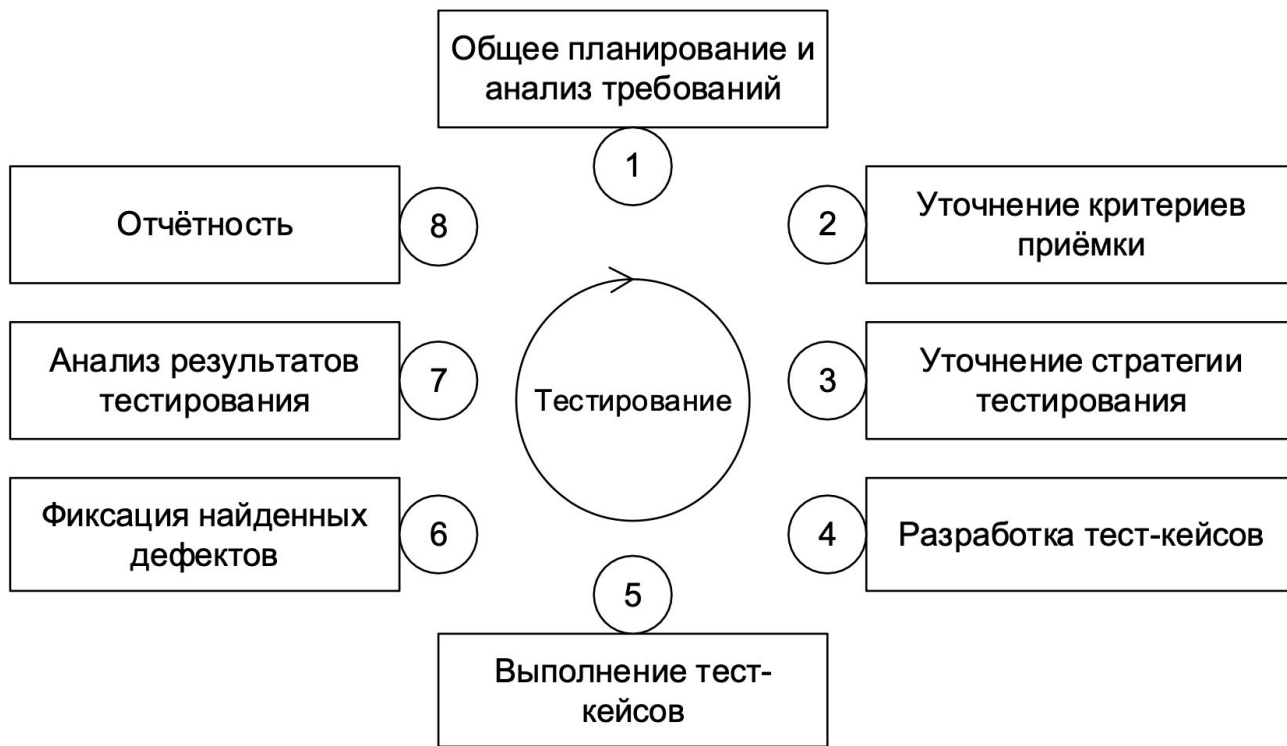 Общее планирование и
анализ требований
1
2
Уточнение критериев
приёмки
3
Уточнение стратегии
тестирования
4
Разработка тест-кейсов
5
Выполнение тест-
кейсов
6
Фиксация найденных
дефектов
7
Анализ результатов
тестирования
8
Отчётность
Тестирование